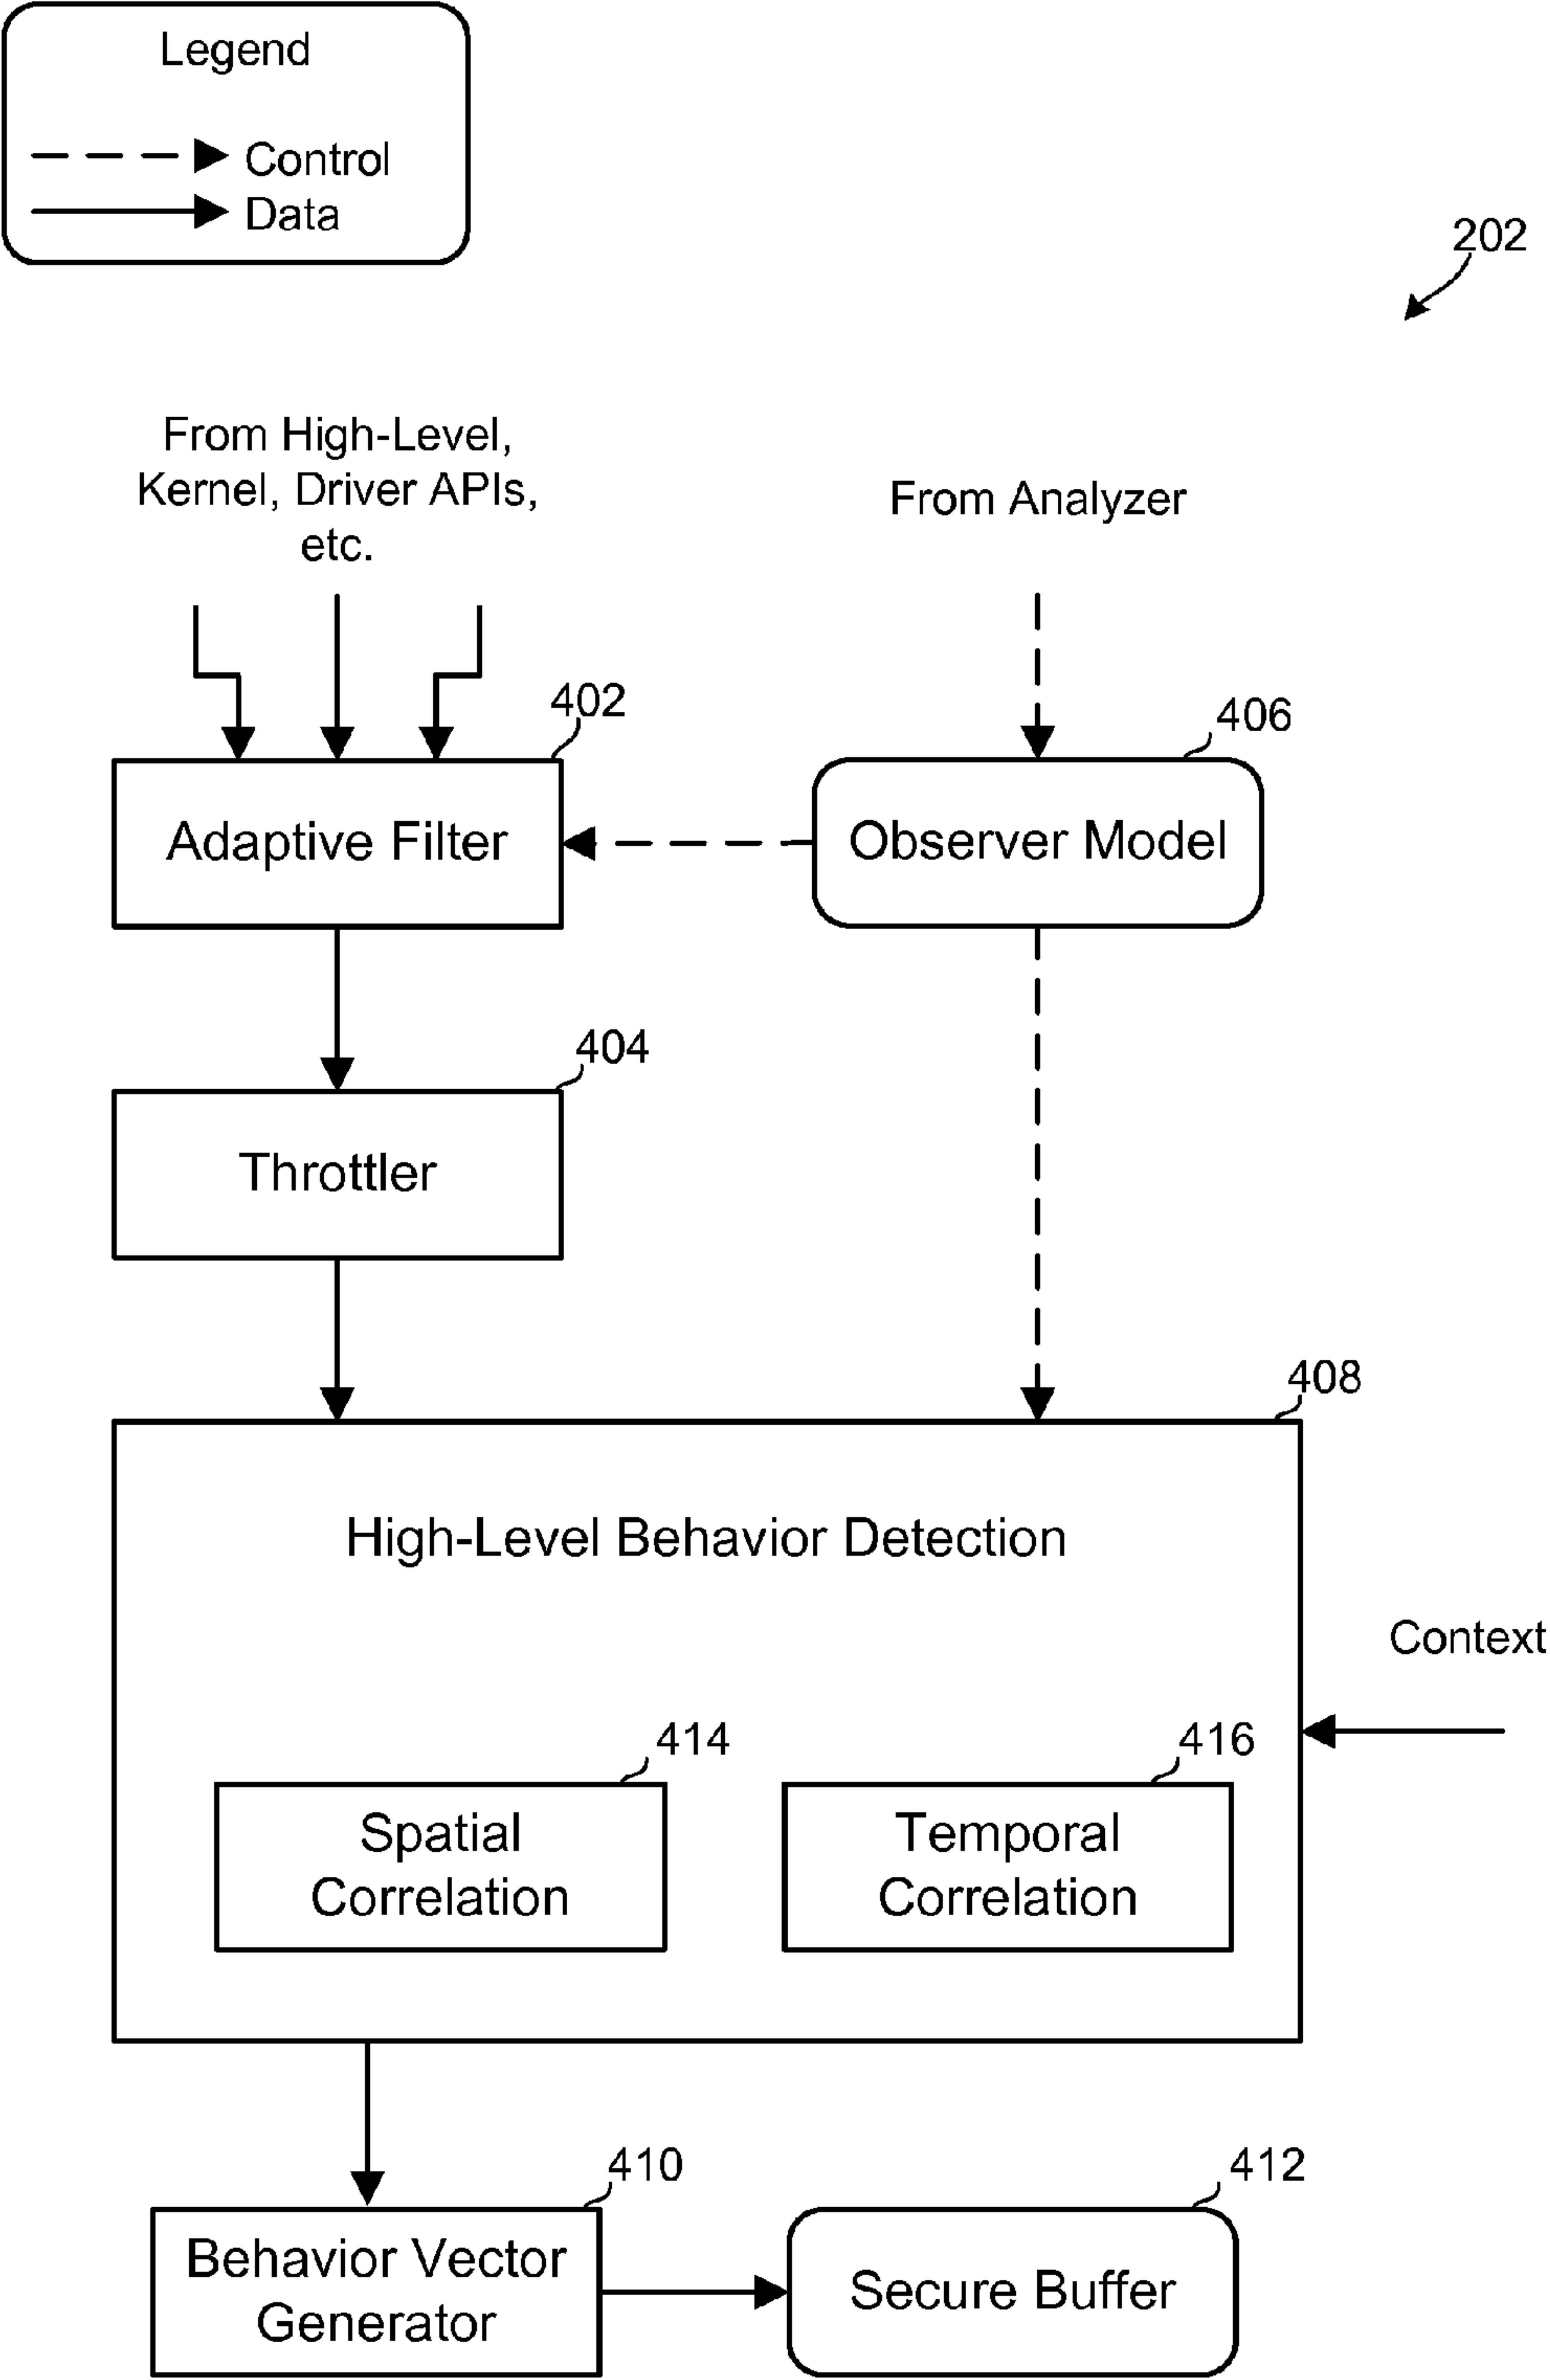 Legend
Control
Data
202
From High-Level,
Kernel, Driver APIs,
etc.
From Analyzer
402
406
Adaptive Filter
Observer Model
404
Throttler
408
High-Level Behavior Detection
Context
414
416
Spatial
Correlation
Temporal
Correlation
410
412
Behavior Vector
Generator
Secure Buffer